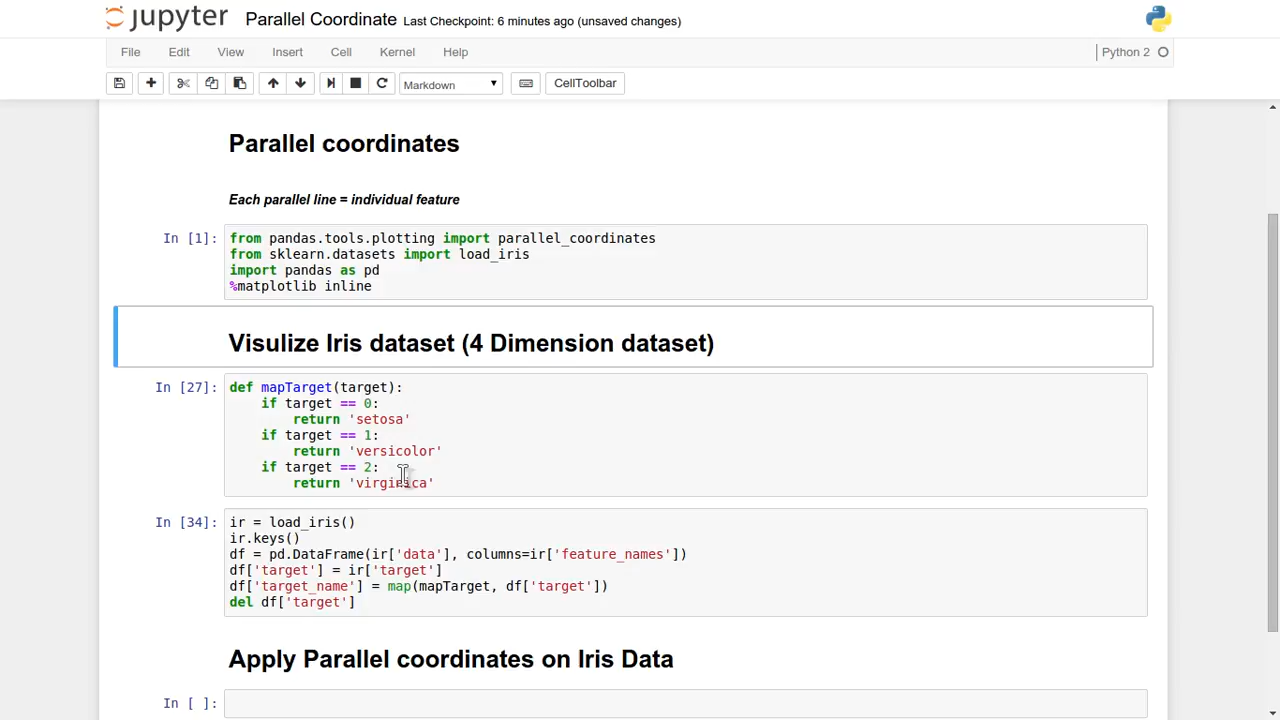 jupyter Parallel Coordinate Last Checkpoint: 6 minutes ago (unsaved changes)
File Edit View Insert Cell Kernel Help Python 2
Markdown CellToolbar
Parallel coordinates
Each parallel line = individual feature
In [1]: from pandas.tools.plotting import parallel_coordinates
from sklearn.datasets import load_iris
import pandas as pd
%matplotlib inline
Visulize Iris dataset (4 Dimension dataset)
In [27]: def mapTarget(target):
if target == 0:
return 'setosa'
if target == 1:
return 'versicolor'
if target == 2:
return 'virginica'
In [34]: ir = load_iris()
ir.keys()
df = pd.DataFrame(ir['data'], columns=ir['feature_names'])
df['target'] = ir['target']
df['target_name'] = map(mapTarget, df['target'])
del df['target']
Apply Parallel coordinates on Iris Data
In [ ]: